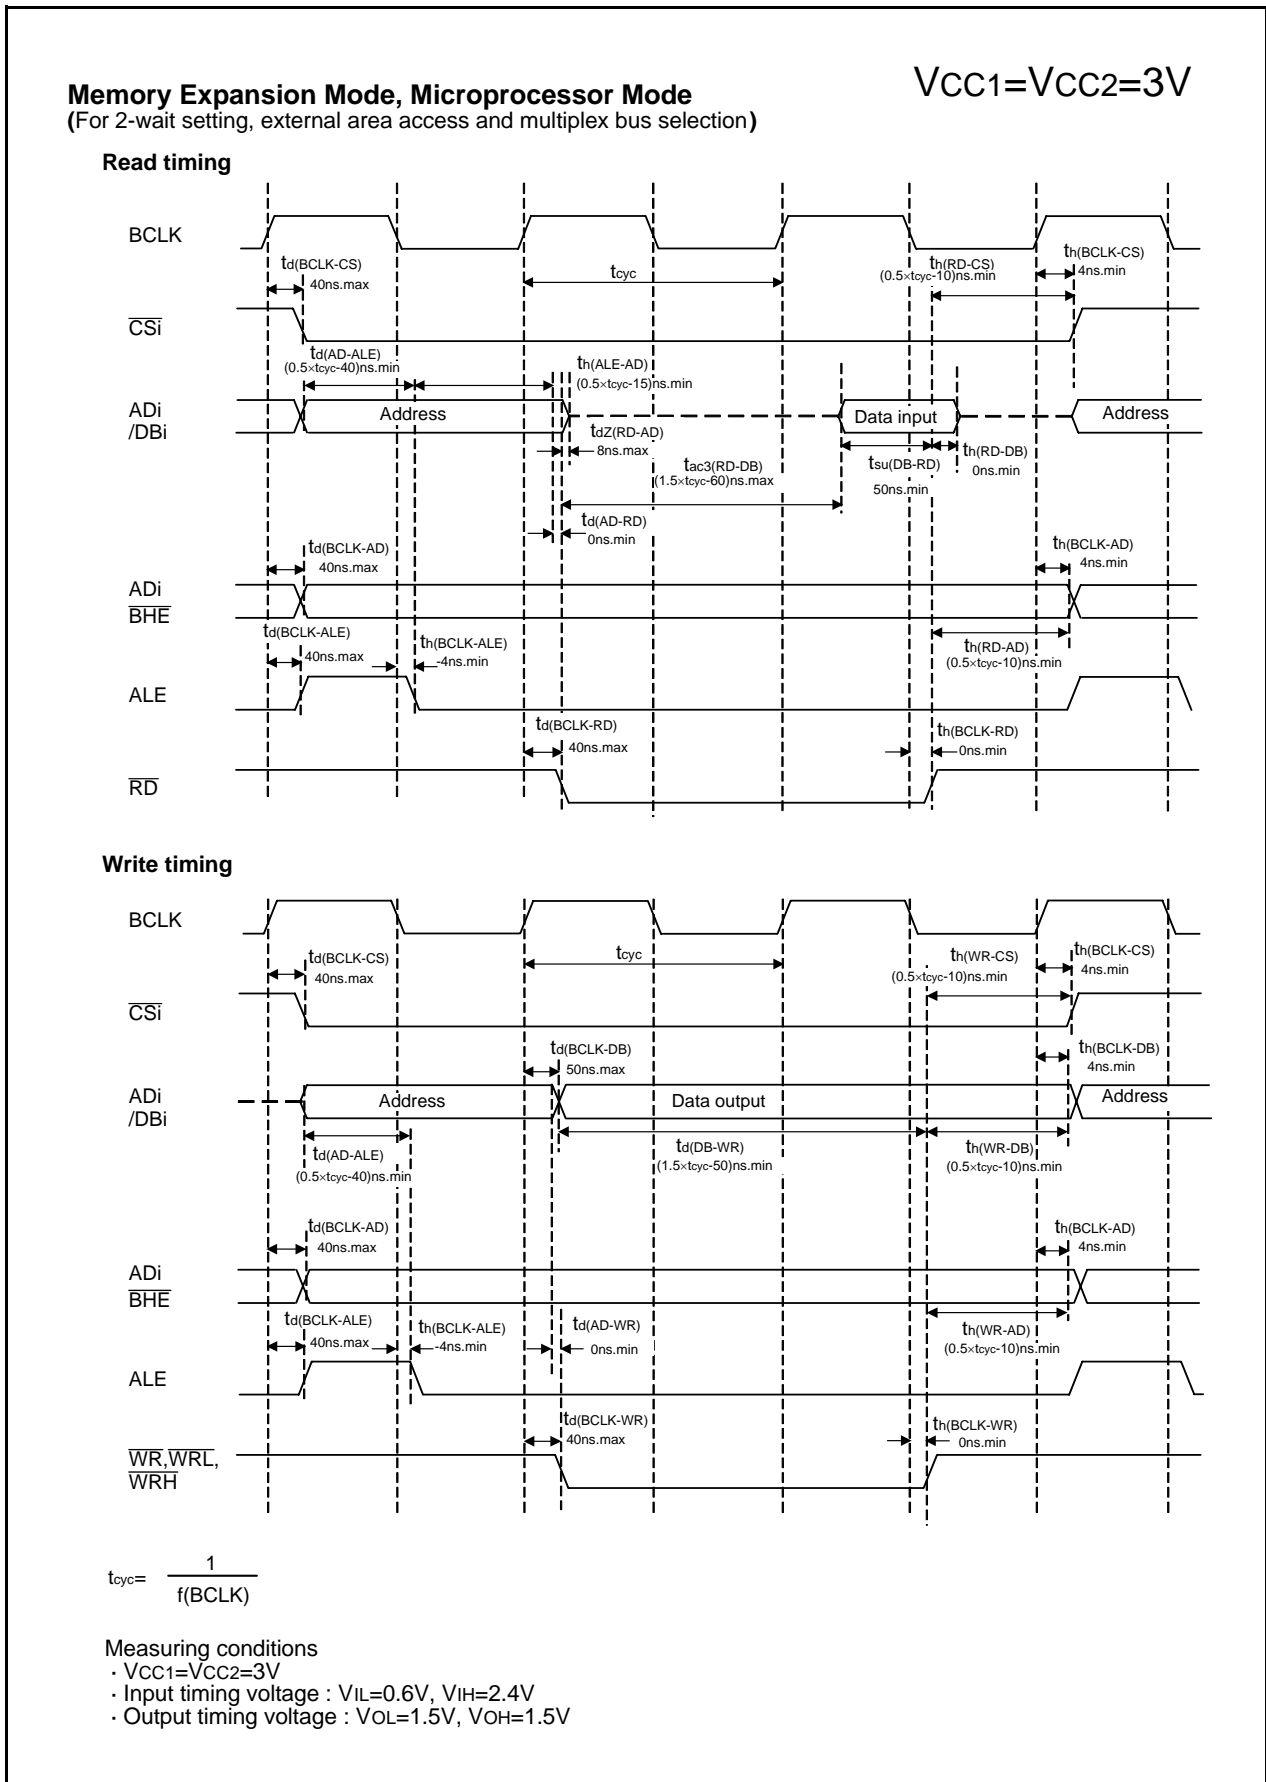 VCC1=VCC2=3V
Memory Expansion Mode, Microprocessor Mode
(For 2-wait setting, external area access and multiplex bus selection)
Read timing
BCLK
td(BCLK-CS)
40ns.max
tcyc
th(RD-CS)
(0.5×tcyc-10)ns.min
th(BCLK-CS)
4ns.min
CSi
td(AD-ALE)
(0.5×tcyc-40)ns.min
th(ALE-AD)
(0.5×tcyc-15)ns.min
ADi
/DBi
Address
Data input
Address
tdZ(RD-AD)
8ns.max
tac3(RD-DB)
(1.5×tcyc-60)ns.max
tsu(DB-RD)
50ns.min
th(RD-DB)
0ns.min
td(AD-RD)
0ns.min
td(BCLK-AD)
40ns.max
th(BCLK-AD)
4ns.min
ADi
BHE
td(BCLK-ALE)
40ns.max
th(BCLK-ALE)
-4ns.min
th(RD-AD)
(0.5×tcyc-10)ns.min
ALE
td(BCLK-RD)
40ns.max
th(BCLK-RD)
0ns.min
RD
Write timing
BCLK
td(BCLK-CS)
40ns.max
tcyc
th(WR-CS)
(0.5×tcyc-10)ns.min
th(BCLK-CS)
4ns.min
CSi
td(BCLK-DB)
50ns.max
th(BCLK-DB)
4ns.min
ADi
/DBi
Address
Data output
Address
td(AD-ALE)
(0.5×tcyc-40)ns.min
td(DB-WR)
(1.5×tcyc-50)ns.min
th(WR-DB)
(0.5×tcyc-10)ns.min
td(BCLK-AD)
40ns.max
th(BCLK-AD)
4ns.min
ADi
BHE
td(BCLK-ALE)
40ns.max
th(BCLK-ALE)
-4ns.min
td(AD-WR)
0ns.min
th(WR-AD)
(0.5×tcyc-10)ns.min
ALE
td(BCLK-WR)
40ns.max
th(BCLK-WR)
0ns.min
WR,WRL,
WRH
tcyc= 1
f(BCLK)
Measuring conditions
· VCC1=VCC2=3V
· Input timing voltage : VIL=0.6V, VIH=2.4V
· Output timing voltage : VOL=1.5V, VOH=1.5V